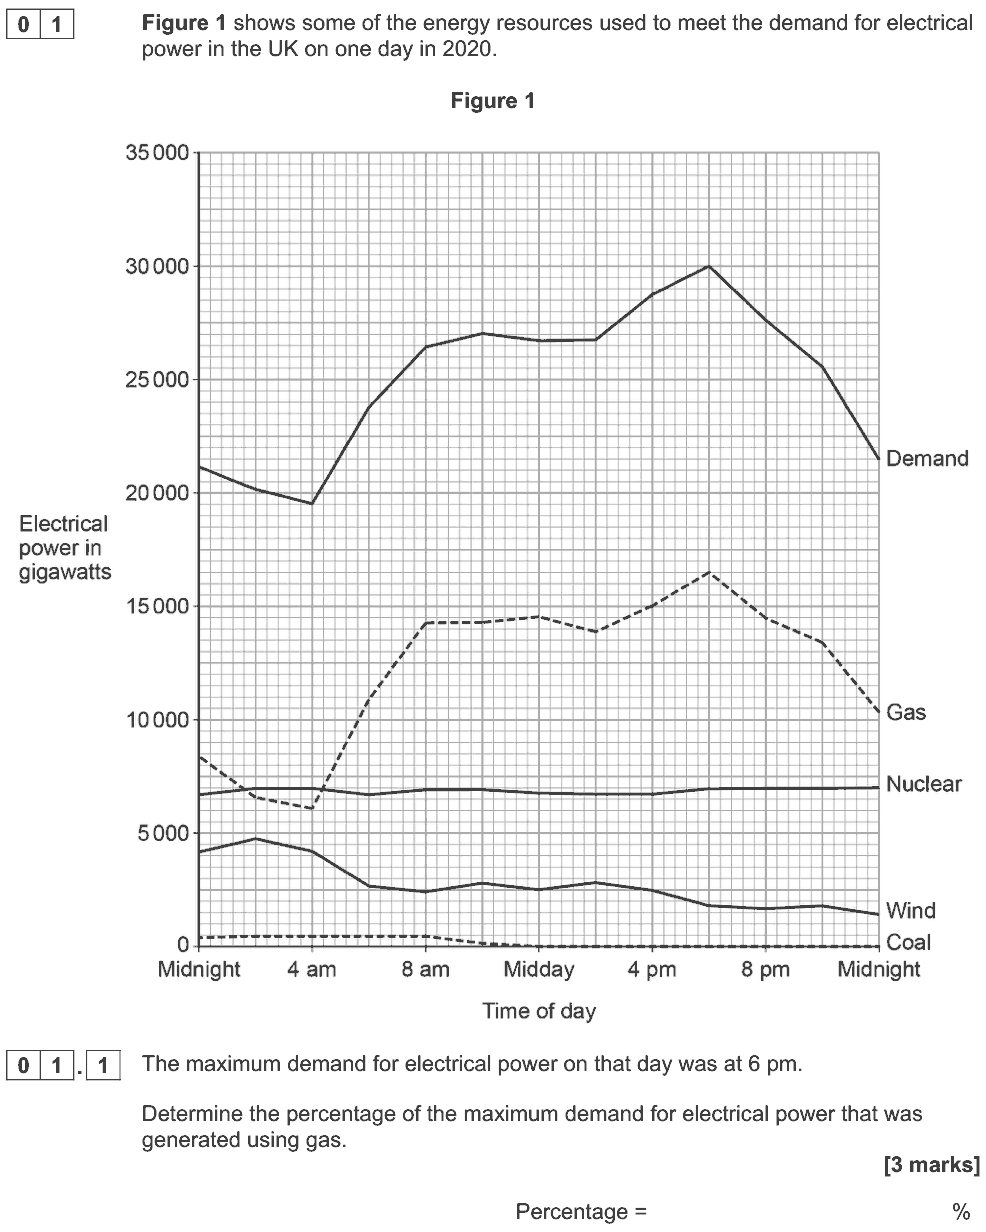 0 1 Figure 1 shows some of the energy resources used to meet the demand for electrical
power in the UK on one day in 2020.
Figure 1
35 000
30 000
25 000
Demand
20 000
Electrical
power in
gigawatts
15 000
10 000
Gas
Nuclear
5 000
Wind
0
Coal
Midnight 4 am 8 am Midday 4 pm 8 pm Midnight
Time of day
0 1 . 1 The maximum demand for electrical power on that day was at 6 pm.
Determine the percentage of the maximum demand for electrical power that was
generated using gas.
[3 marks]
Percentage = %